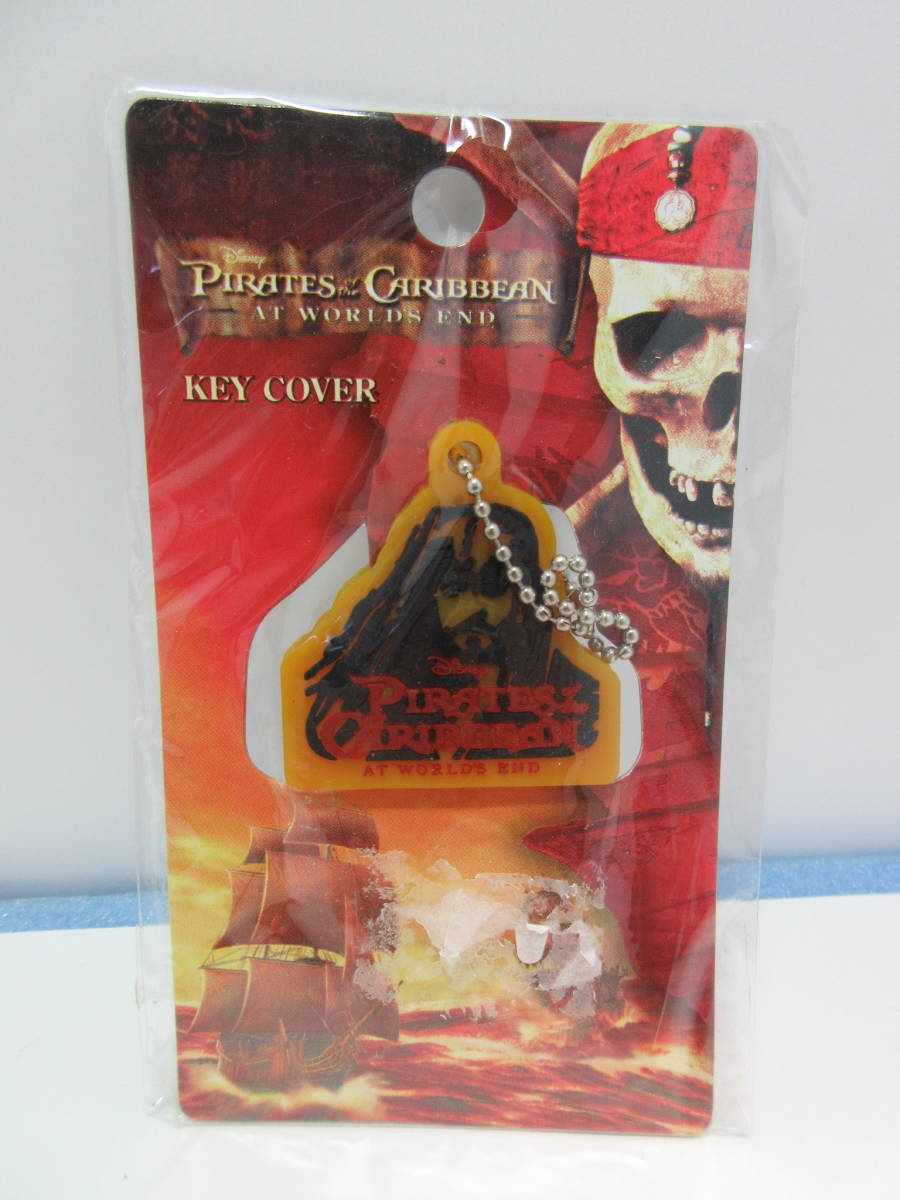 Disney
PIRATES of the CARIBBEAN
AT WORLD'S END
KEY COVER
Disney
PIRATES of the
CARIBBEAN
AT WORLD'S END